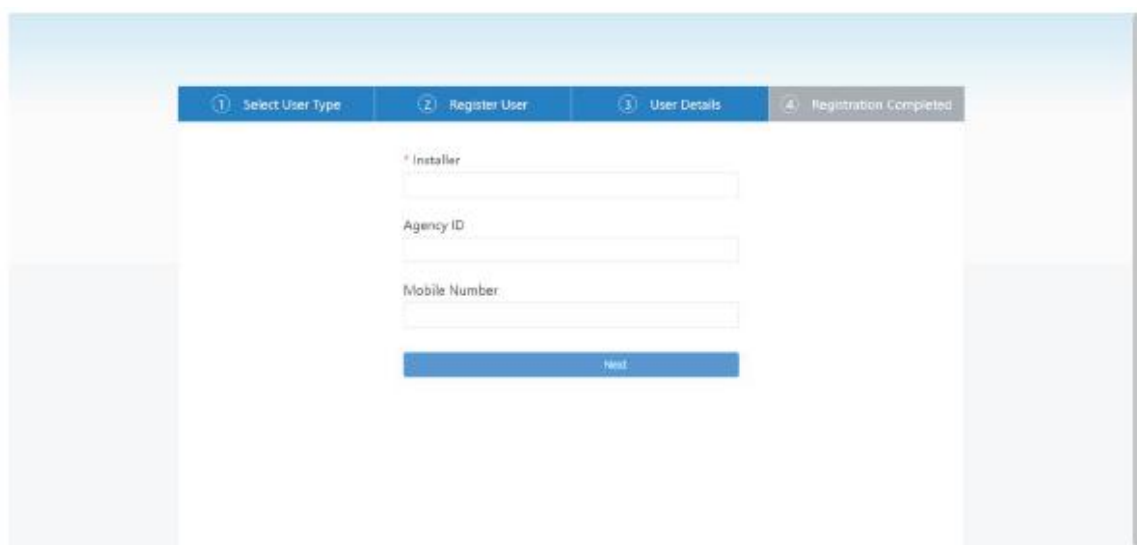 ① Select User Type ② Register User ③ User Details ④ Registration Completed
* Installer
Agency ID
Mobile Number
Next